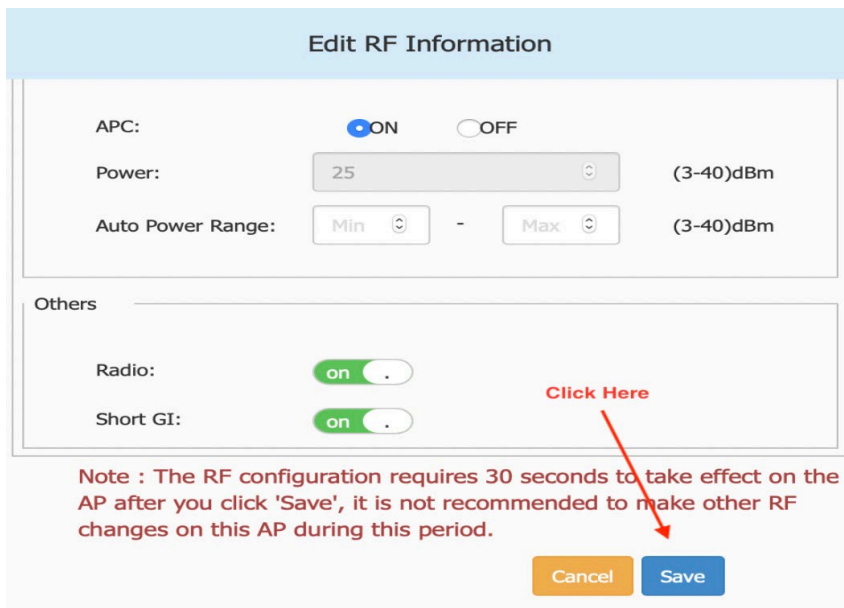 Edit RF Information
APC: ON OFF
Power: 25 (3-40)dBm
Auto Power Range: Min - Max (3-40)dBm
Others
Radio: on .
Click Here
Short GI: on .
Note : The RF configuration requires 30 seconds to take effect on the
AP after you click 'Save', it is not recommended to make other RF
changes on this AP during this period.
Cancel Save